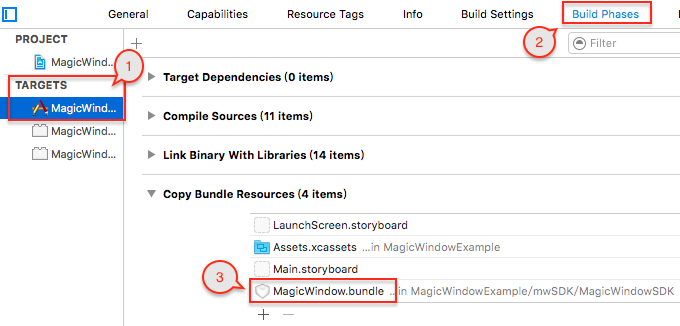 General Capabilities Resource Tags Info Build Settings Build Phases
2
PROJECT
Filter
MagicWind...
1
TARGETS
Target Dependencies (0 items)
MagicWind...
Compile Sources (11 items)
MagicWind...
MagicWind...
Link Binary With Libraries (14 items)
Copy Bundle Resources (4 items)
LaunchScreen.storyboard
Assets.xcassets ...in MagicWindowExample
Main.storyboard
3
MagicWindow.bundle ...in MagicWindowExample/mwSDK/MagicWindowSDK